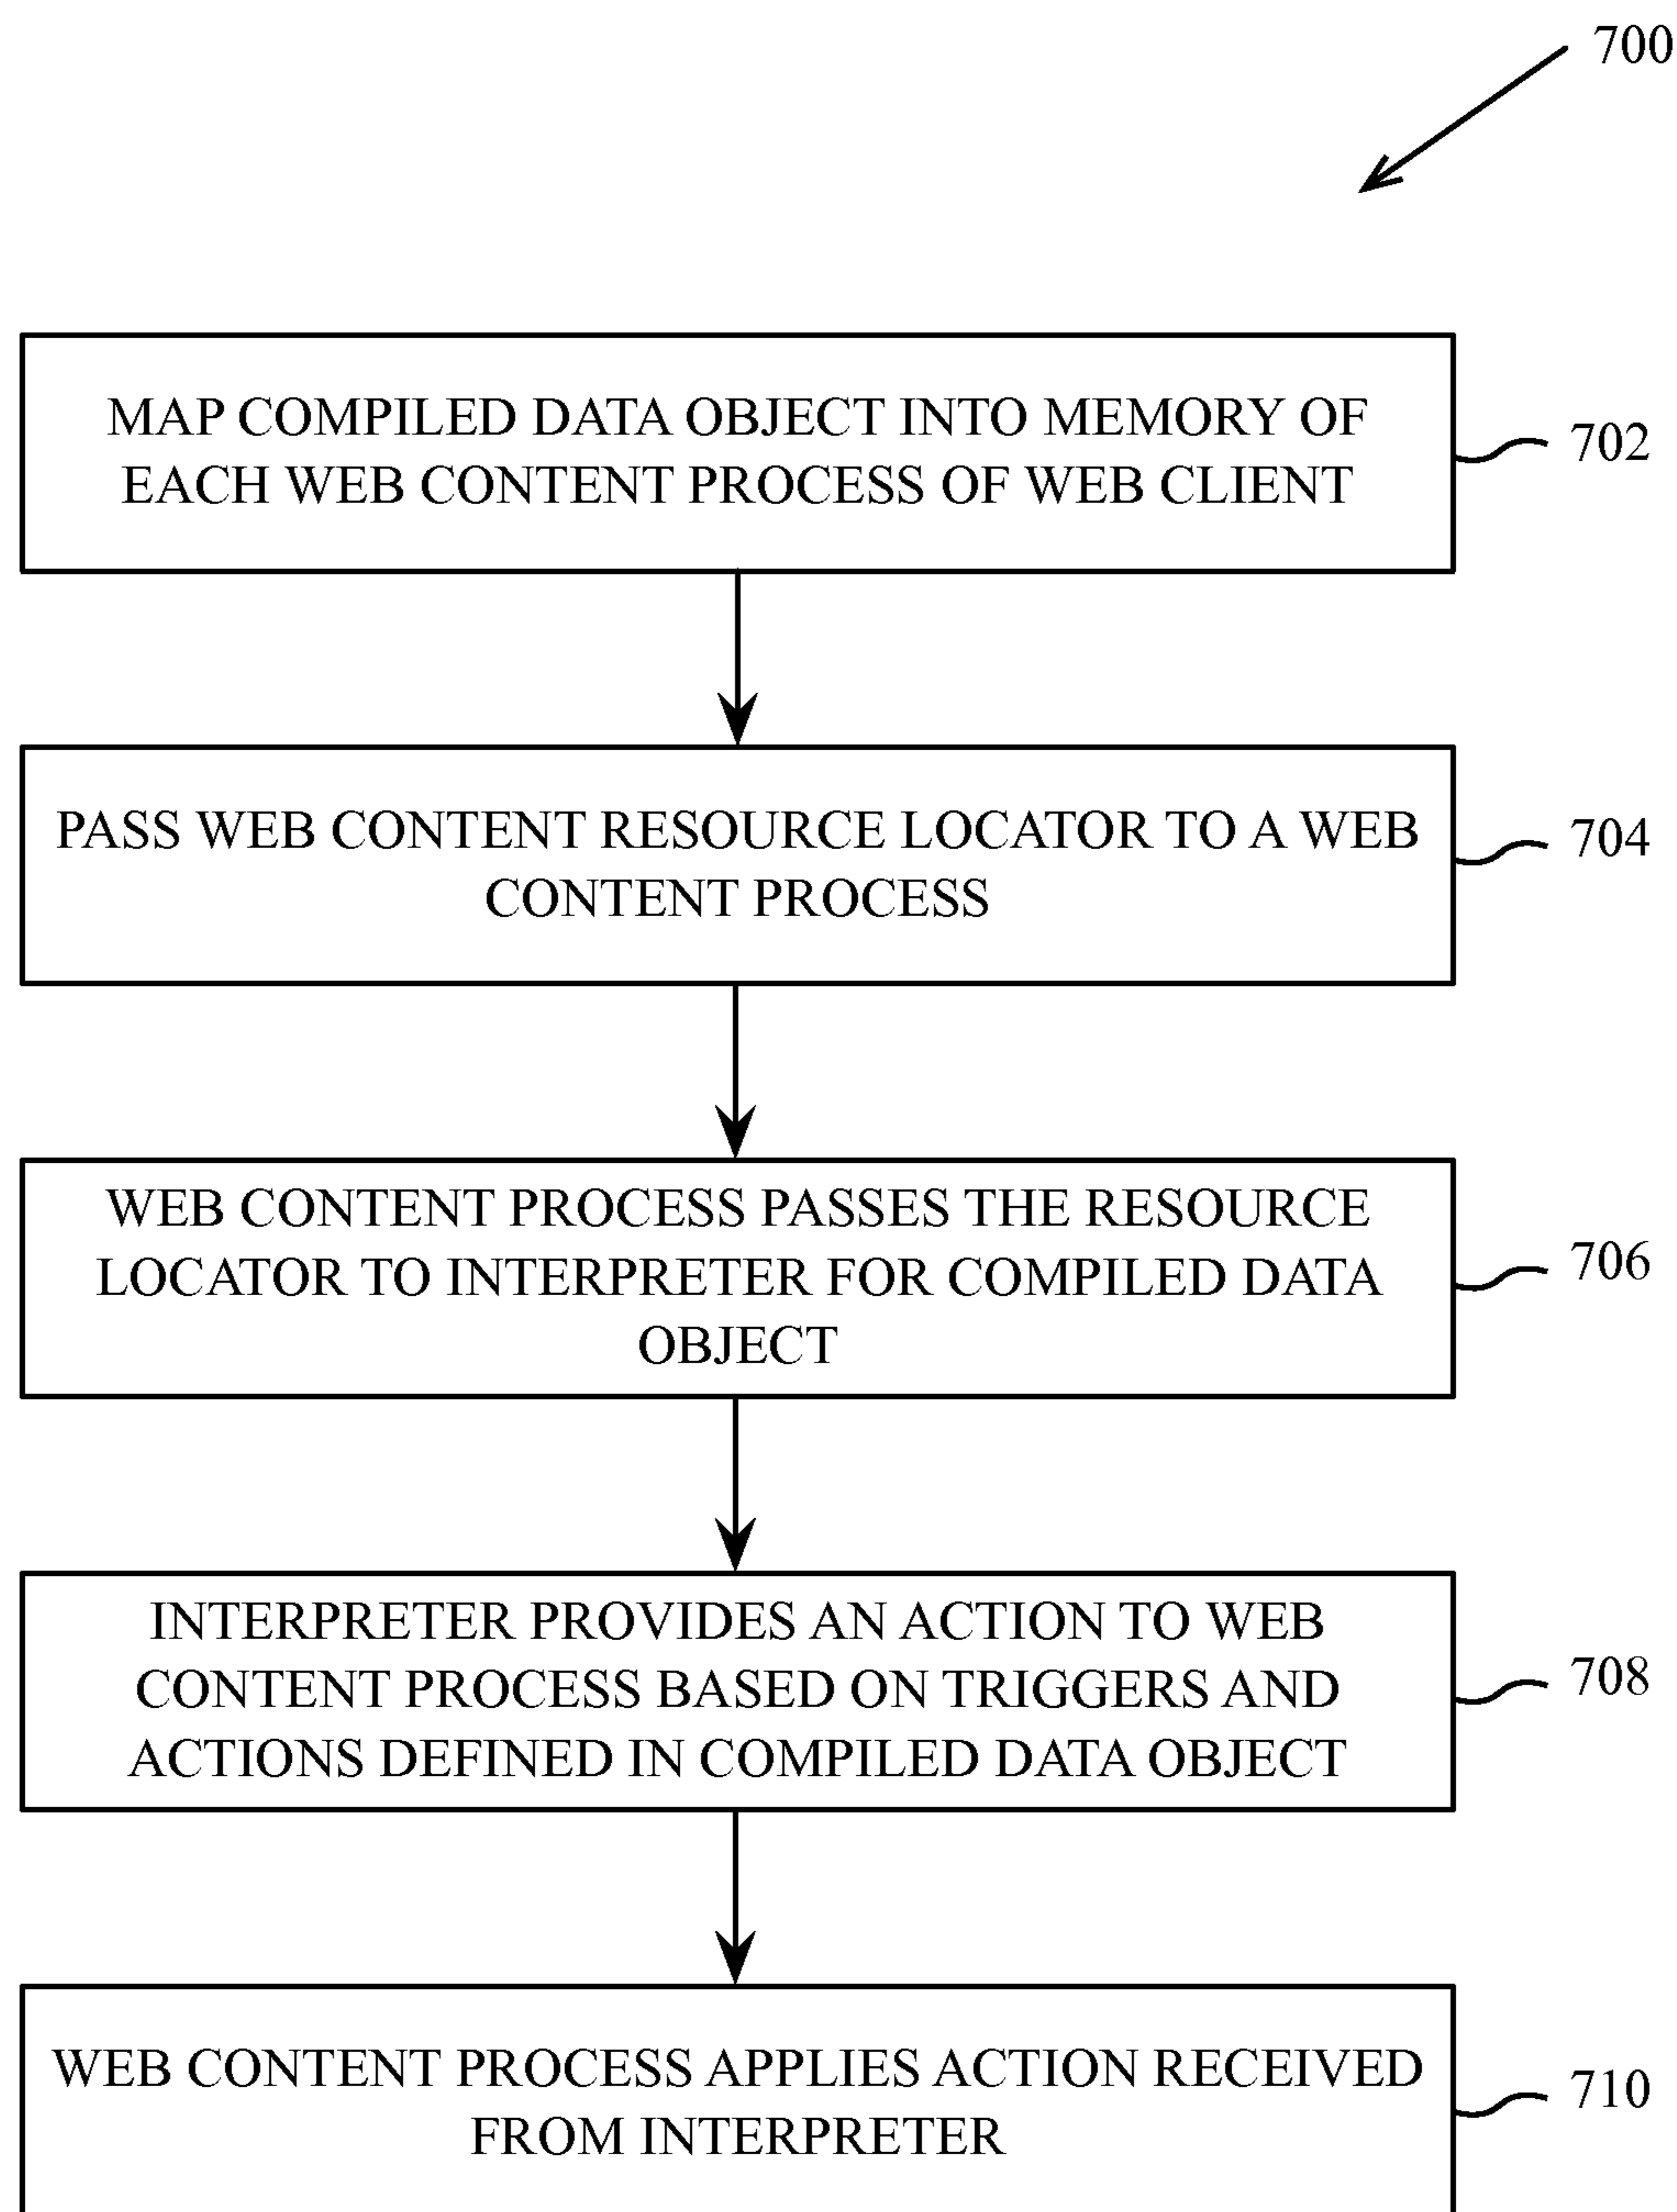 700
MAP COMPILED DATA OBJECT INTO MEMORY OF
EACH WEB CONTENT PROCESS OF WEB CLIENT
702
PASS WEB CONTENT RESOURCE LOCATOR TO A WEB
CONTENT PROCESS
704
WEB CONTENT PROCESS PASSES THE RESOURCE
LOCATOR TO INTERPRETER FOR COMPILED DATA
OBJECT
706
INTERPRETER PROVIDES AN ACTION TO WEB
CONTENT PROCESS BASED ON TRIGGERS AND
ACTIONS DEFINED IN COMPILED DATA OBJECT
708
WEB CONTENT PROCESS APPLIES ACTION RECEIVED
FROM INTERPRETER
710